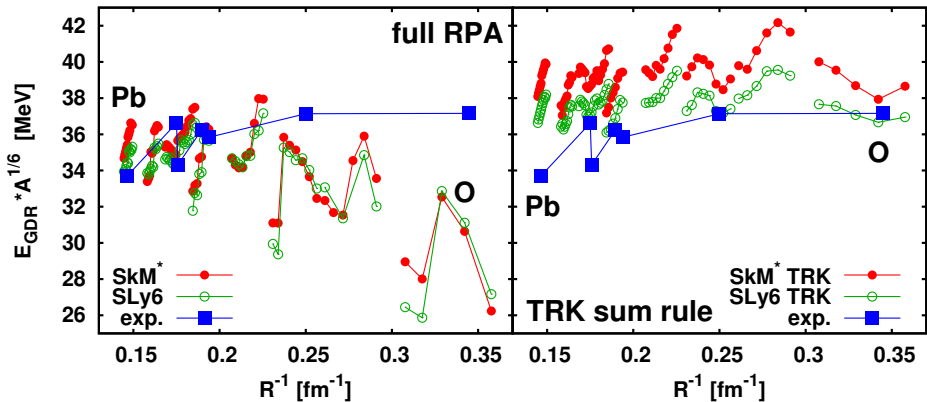 E_GDR *A^1/6 [MeV]
42
40
38
36
34
32
30
28
26
full RPA
Pb
O
SkM*
SLy6
exp.
0.15
0.2
0.25
0.3
0.35
R^-1 [fm^-1]
Pb
O
SkM* TRK
SLy6 TRK
exp.
TRK sum rule
0.15
0.2
0.25
0.3
0.35
R^-1 [fm^-1]